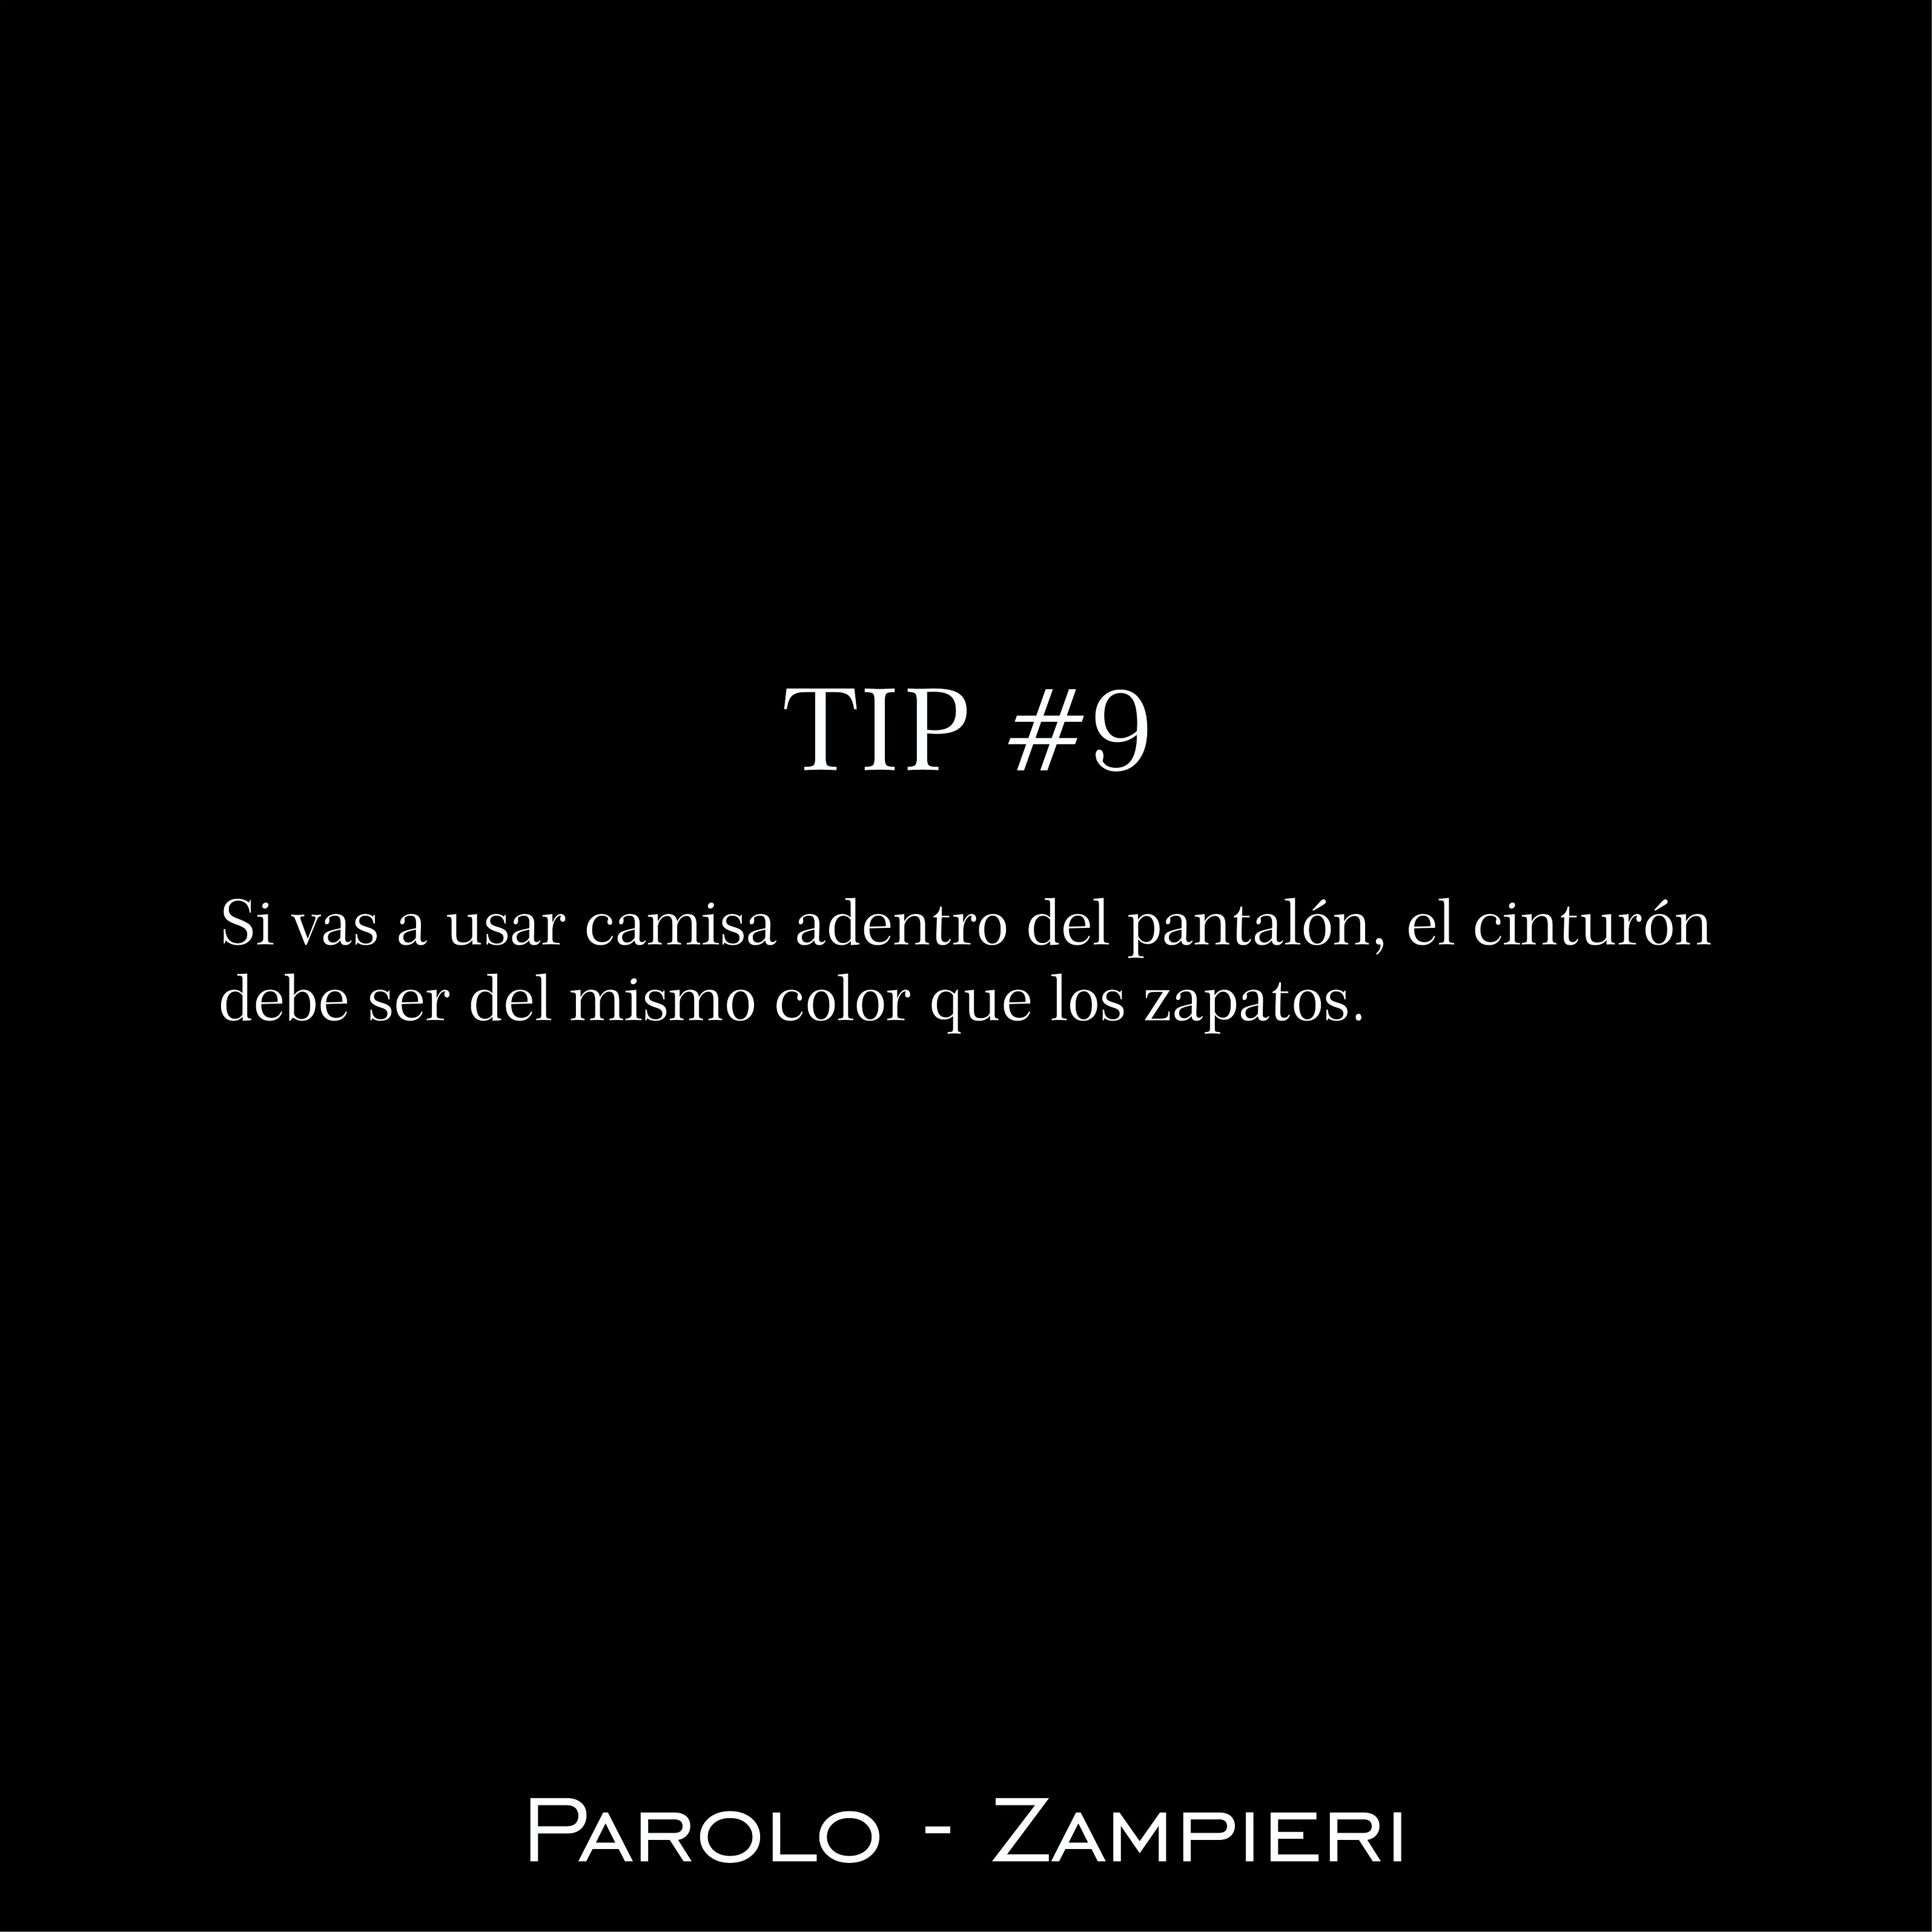 TIP #9
Si vas a usar camisa adentro del pantalón, el cinturón
debe ser del mismo color que los zapatos.
PAROLO - ZAMPIERI